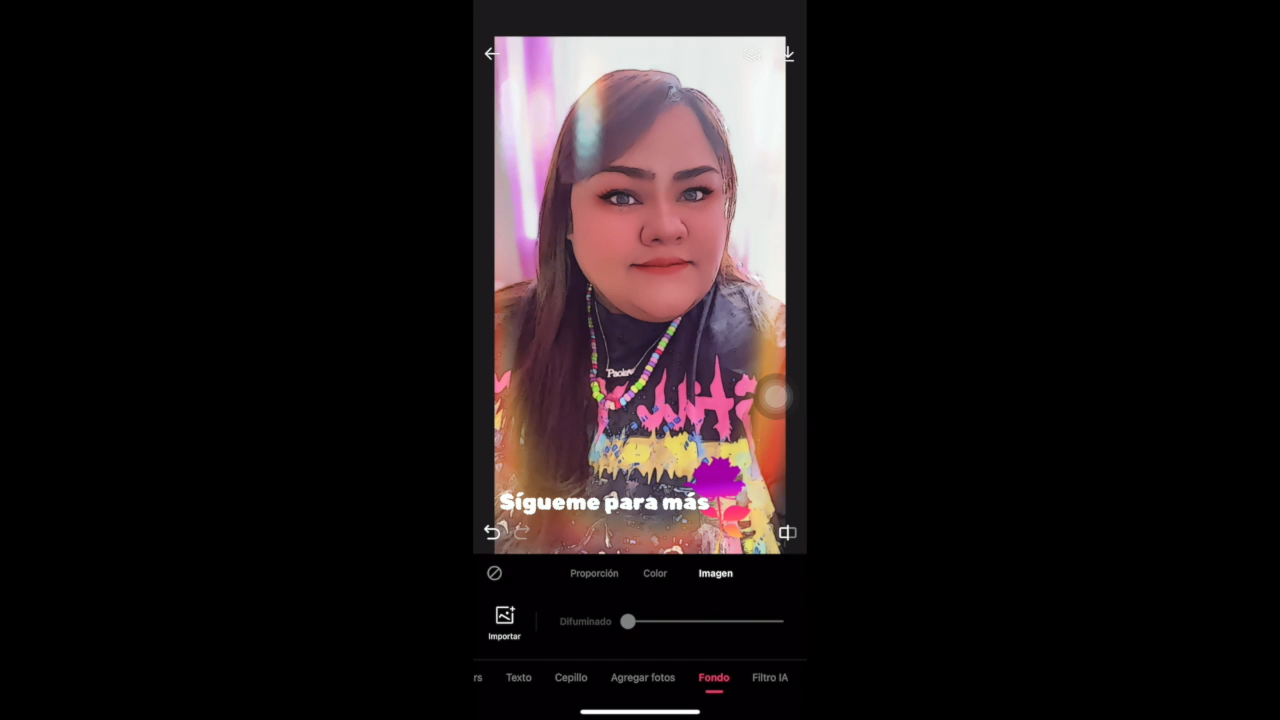 Paola
Sígueme para más
Proporción Color Imagen
Importar
Difuminado
rs Texto Cepillo Agregar fotos Fondo Filtro IA